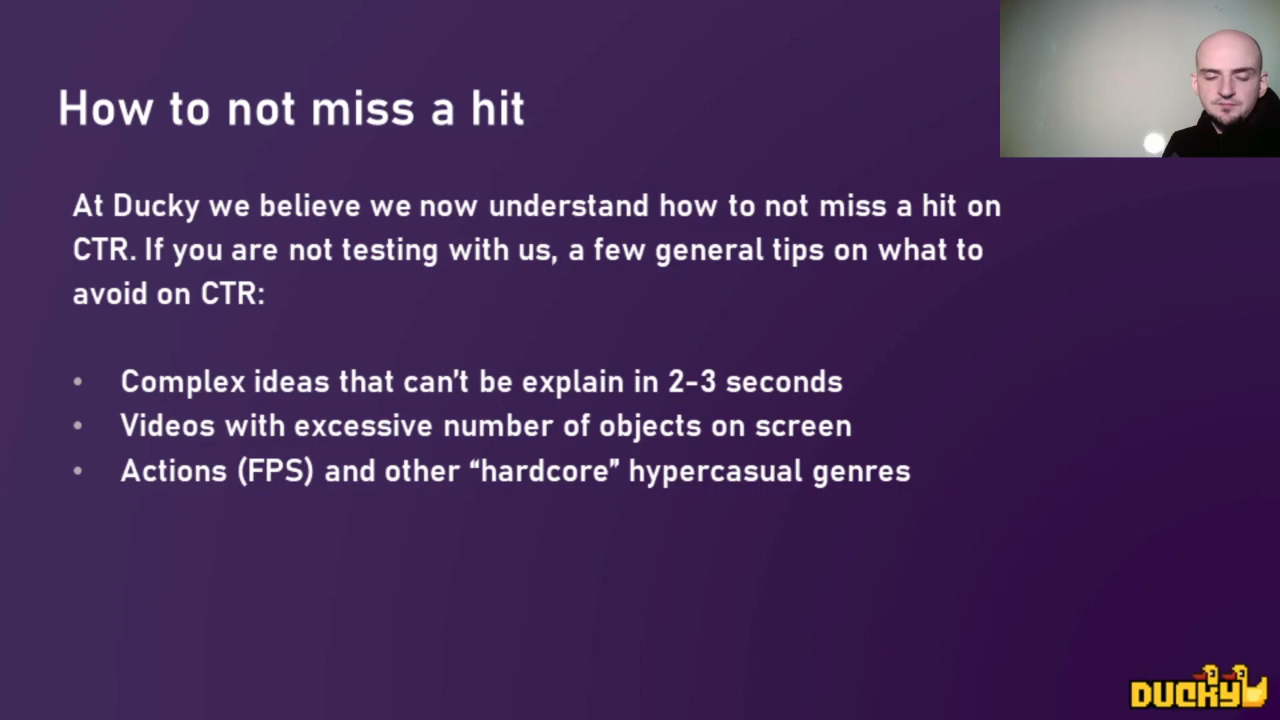 How to not miss a hit
At Ducky we believe we now understand how to not miss a hit on
CTR. If you are not testing with us, a few general tips on what to
avoid on CTR:
• Complex ideas that can't be explain in 2-3 seconds
• Videos with excessive number of objects on screen
• Actions (FPS) and other “hardcore” hypercasual genres
DUCKY